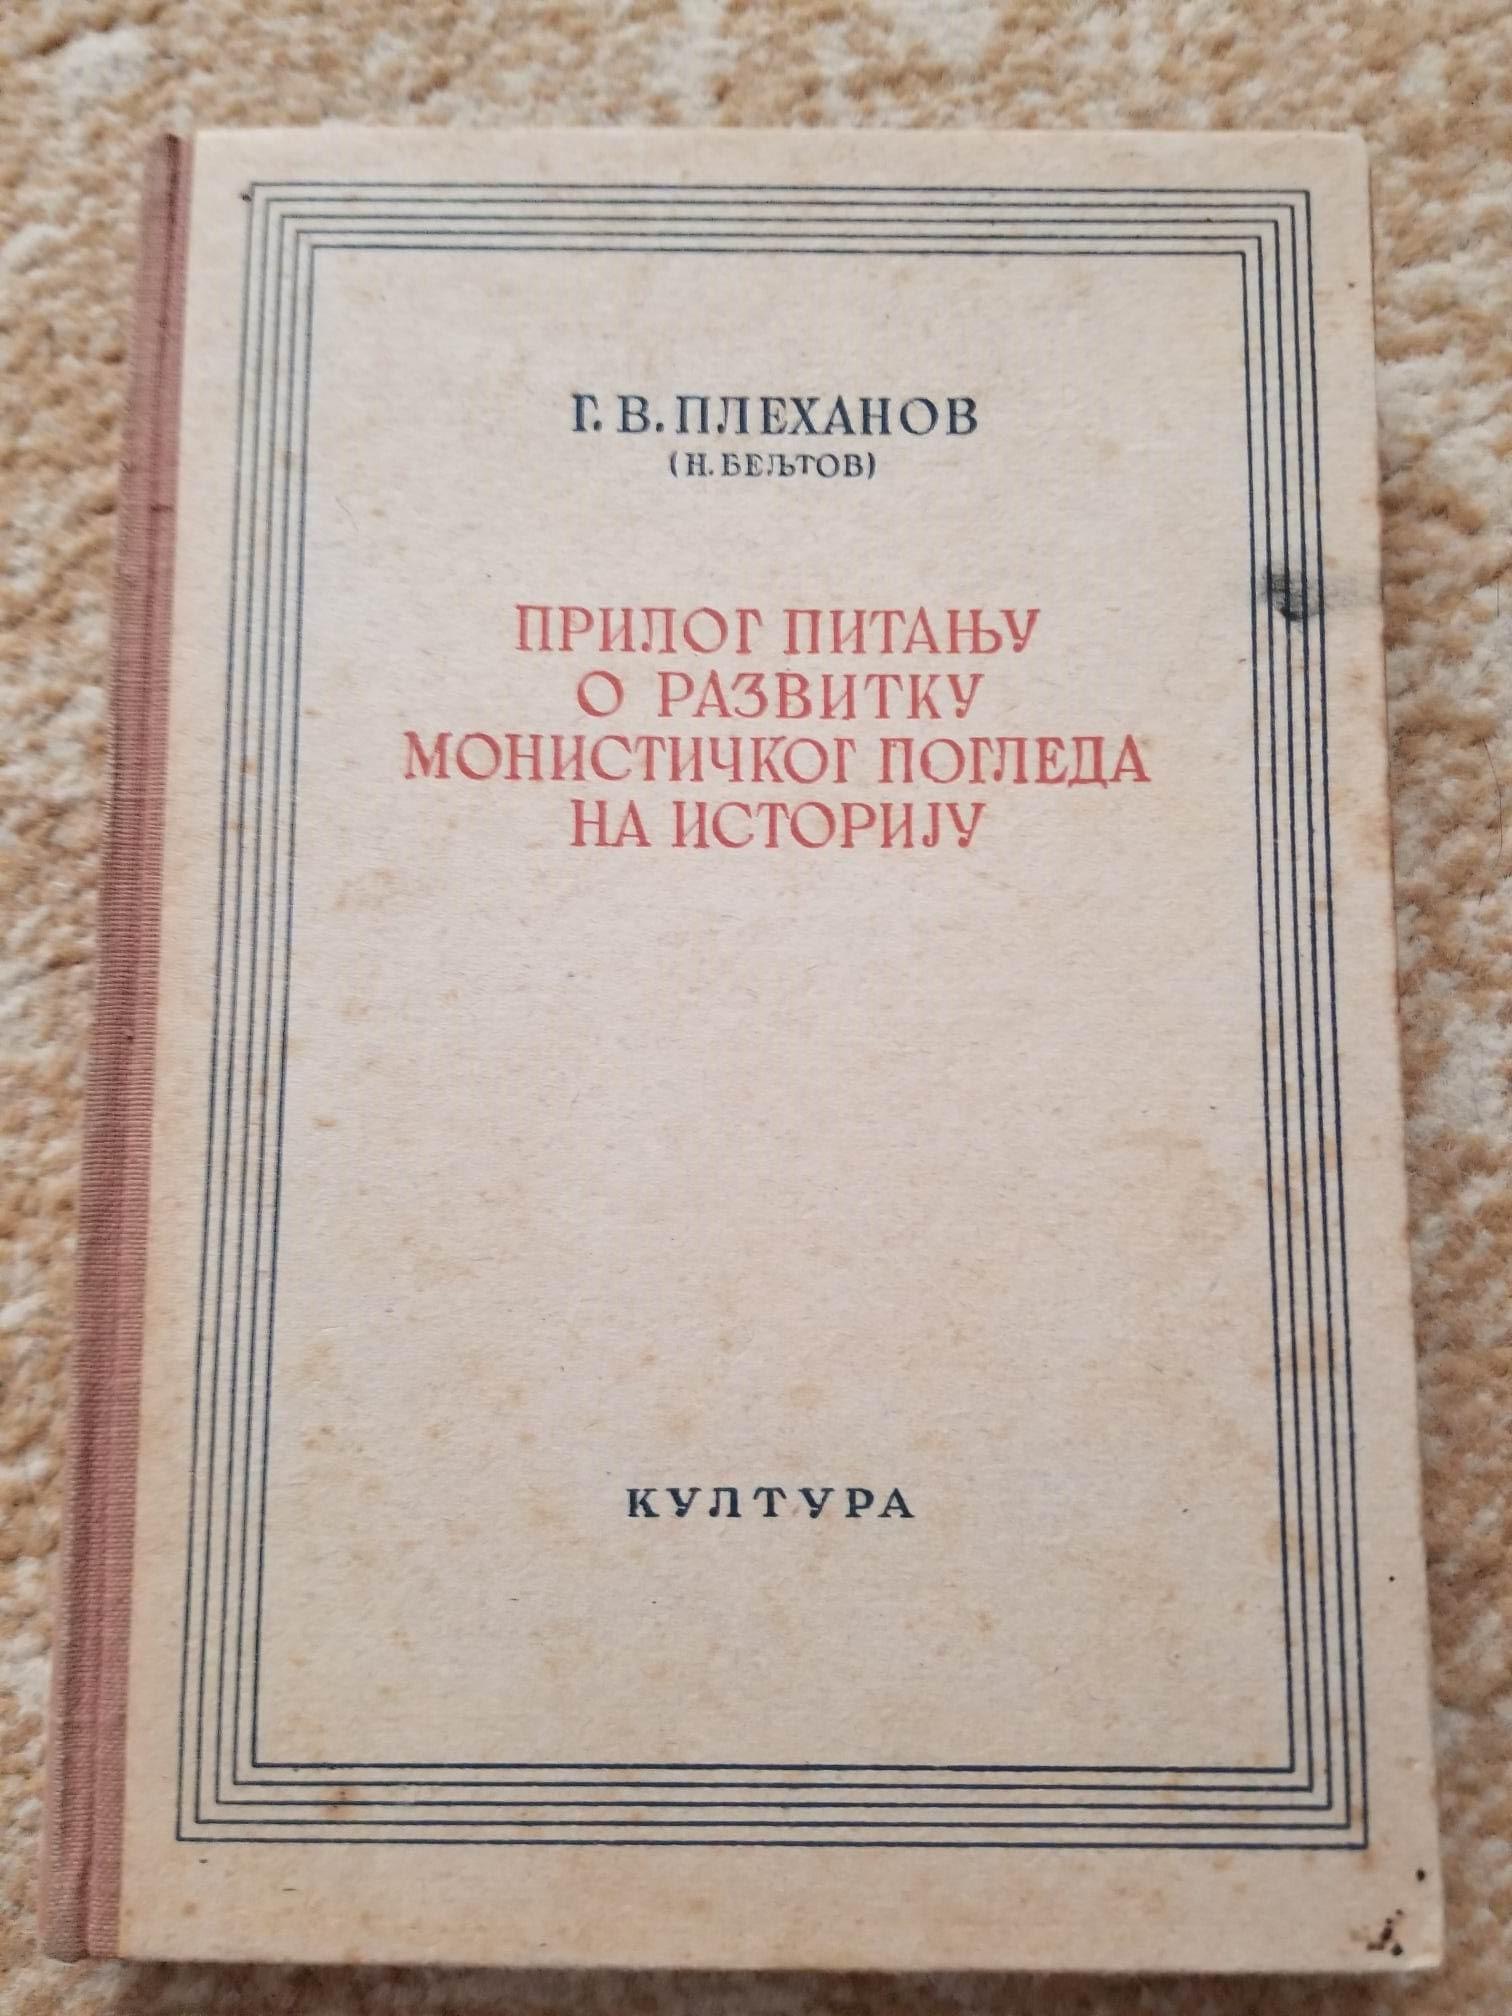 Г. В. ПЛЕХАНОВ
(Н. БЕЉТОВ)
ПРИЛОГ ПИТАЊУ
О РАЗВИТКУ
МОНИСТИЧКОГ ПОГЛЕДА
НА ИСТОРИЈУ
КУЛТУРА